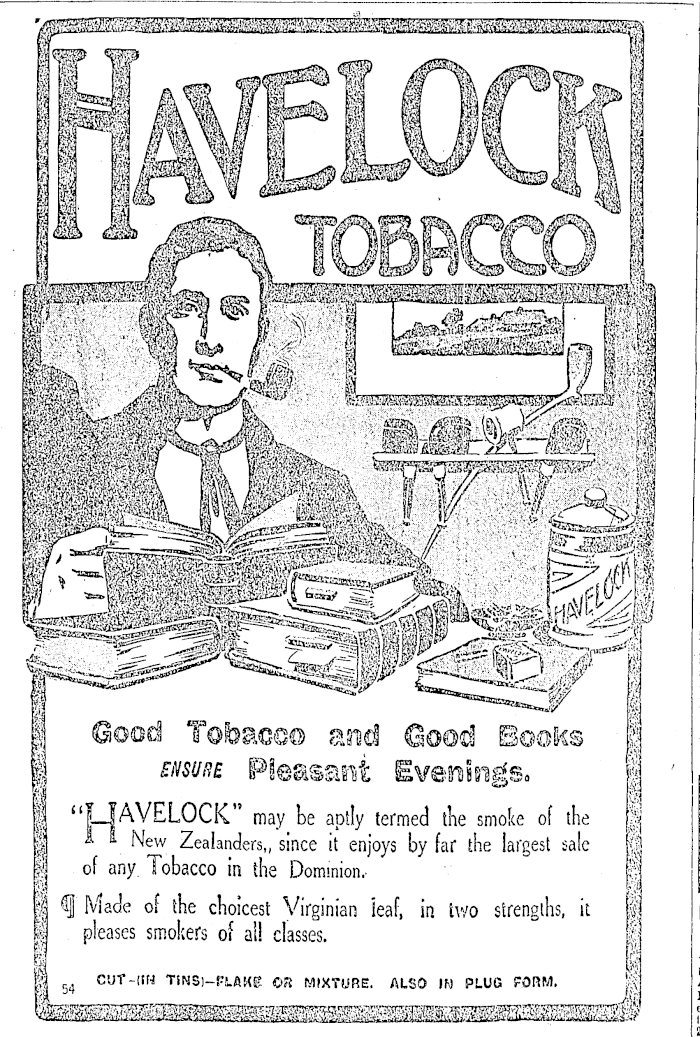 HAVELOCK
TOBACCO
HAVELOCK
Good Tobacco and Good Books
ENSURE Pleasant Evenings.
"HAVELOCK" may be aptly termed the smoke of the
New Zealanders,, since it enjoys by far the largest sale
of any Tobacco in the Dominion.
¶ Made of the choicest Virginian leaf, in two strengths, it
pleases smokers of all classes.
54 CUT-(IN TINS)-FLAKE OR MIXTURE. ALSO IN PLUG FORM.